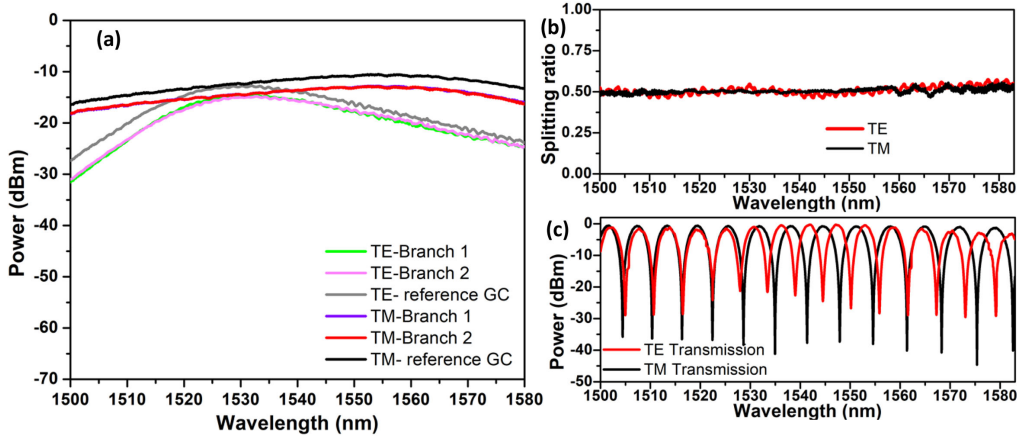 (a)
0
-10
-20
-30
-40
-50
-60
-70
Power (dBm)
TE-Branch 1
TE-Branch 2
TE- reference GC
TM-Branch 1
TM-Branch 2
TM- reference GC
1500 1510 1520 1530 1540 1550 1560 1570 1580
Wavelength (nm)
(b)
1.00
0.75
0.50
0.25
0.00
Splitting ratio
TE
TM
1500 1510 1520 1530 1540 1550 1560 1570 1580
Wavelength (nm)
(c)
0
-10
-20
-30
-40
-50
Power (dBm)
TE Transmission
TM Transmission
1500 1510 1520 1530 1540 1550 1560 1570 1580
Wavelength (nm)